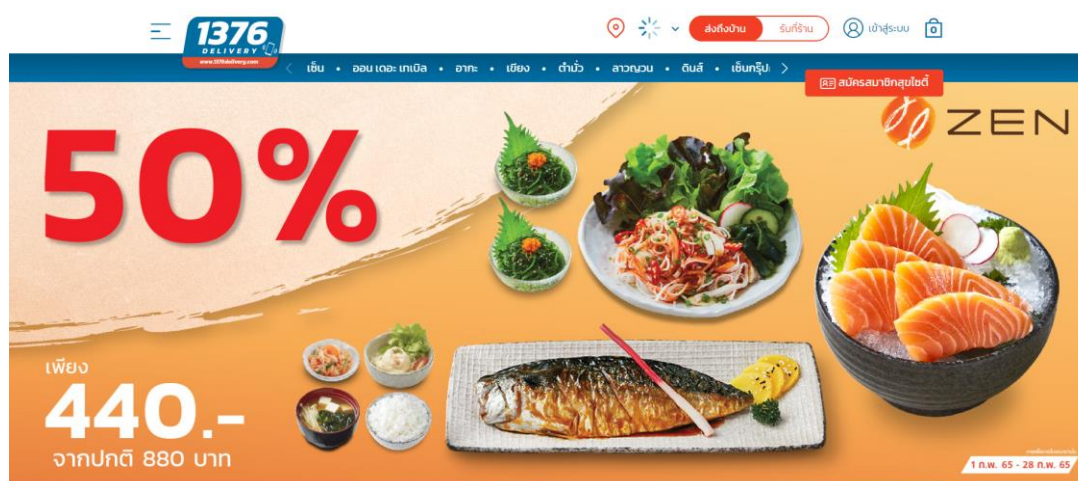 1376
DELIVERY
www.1376delivery.com
ส่งถึงบ้าน
รับที่ร้าน
เข้าสู่ระบบ
0
เซ็น • ออน เดอะ เทเบิล • อากะ • เขียง • ตำมั่ว • ลาวญวน • ดินส์ • เซ็นกรุ๊ป
สมัครสมาชิกสุขไซตี้
ZEN
50%
เพียง
440.-
จากปกติ 880 บาท
1 ก.พ. 65 - 28 ก.พ. 65